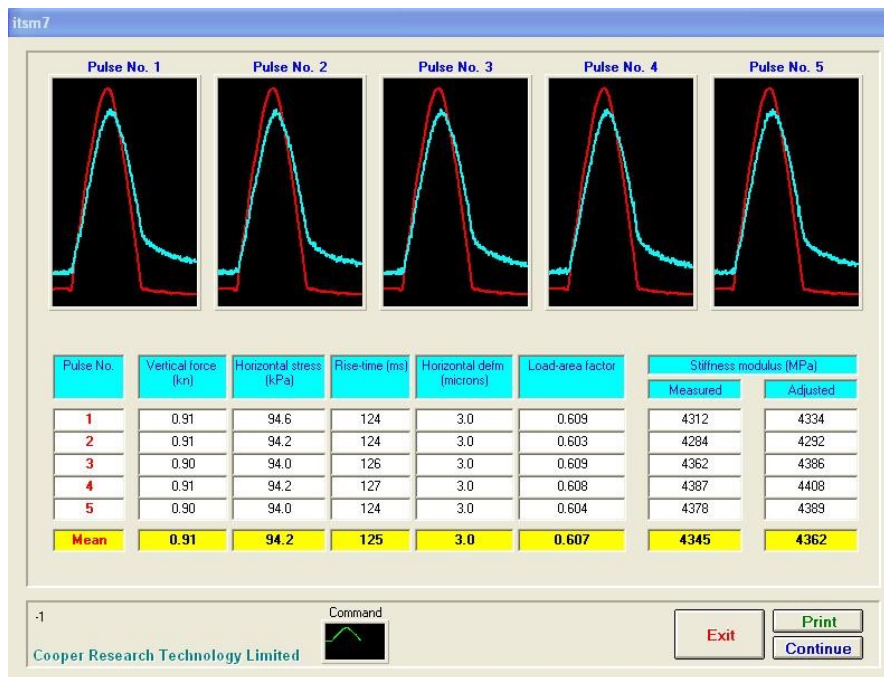 itsm7
Pulse No. 1 Pulse No. 2 Pulse No. 3 Pulse No. 4 Pulse No. 5
Pulse No. Vertical force (kn) Horizontal stress (kPa) Rise-time (ms) Horizontal defm (microns) Load-area factor Stiffness modulus (MPa)
Measured Adjusted
1 0.91 94.6 124 3.0 0.609 4312 4334
2 0.91 94.2 124 3.0 0.603 4284 4292
3 0.90 94.0 126 3.0 0.609 4362 4386
4 0.91 94.2 127 3.0 0.608 4387 4408
5 0.90 94.0 124 3.0 0.604 4378 4389
Mean 0.91 94.2 125 3.0 0.607 4345 4362
-1 Command
Cooper Research Technology Limited
Exit
Print
Continue